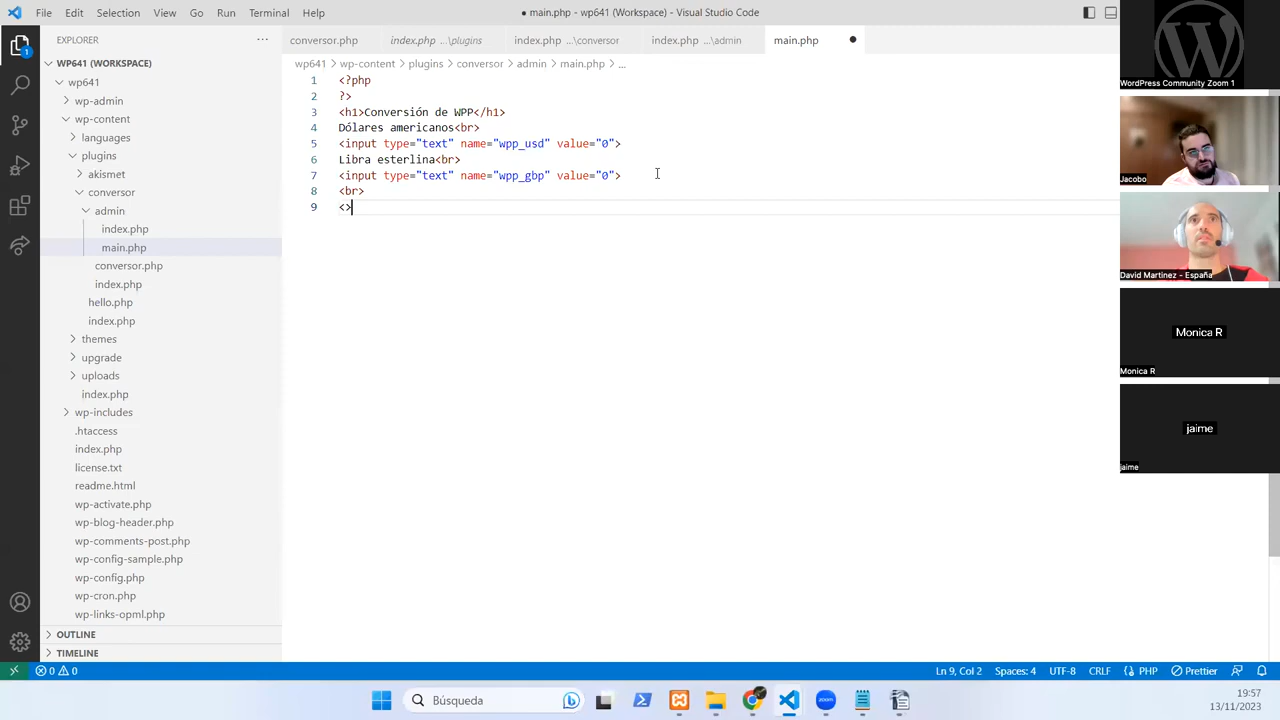 File Edit Selection View Go Run Terminal Help
● main.php - wp641 (Workspace) - Visual Studio Code
EXPLORER
···
conversor.php
index.php ...\plugins
index.php ...\conversor
index.php ...\admin
main.php ●
WP641 (WORKSPACE)
wp641
wp-admin
wp-content
languages
plugins
akismet
conversor
admin
index.php
main.php
conversor.php
index.php
hello.php
index.php
themes
upgrade
uploads
index.php
wp-includes
.htaccess
index.php
license.txt
readme.html
wp-activate.php
wp-blog-header.php
wp-comments-post.php
wp-config-sample.php
wp-config.php
wp-cron.php
wp-links-opml.php
OUTLINE
TIMELINE
wp641 > wp-content > plugins > conversor > admin > main.php > ...
1 <?php
2 ?>
3 <h1>Conversión de WPP</h1>
4 Dólares americanos<br>
5 <input type="text" name="wpp_usd" value="0">
6 Libra esterlina<br>
7 <input type="text" name="wpp_gbp" value="0">
8 <br>
9 <>
WordPress Community Zoom 1
Jacobo
David Martínez - España
Monica R
Monica R
jaime
jaime
0 0
Ln 9, Col 2 Spaces: 4 UTF-8 CRLF PHP Prettier
Búsqueda
zoom
19:57
13/11/2023